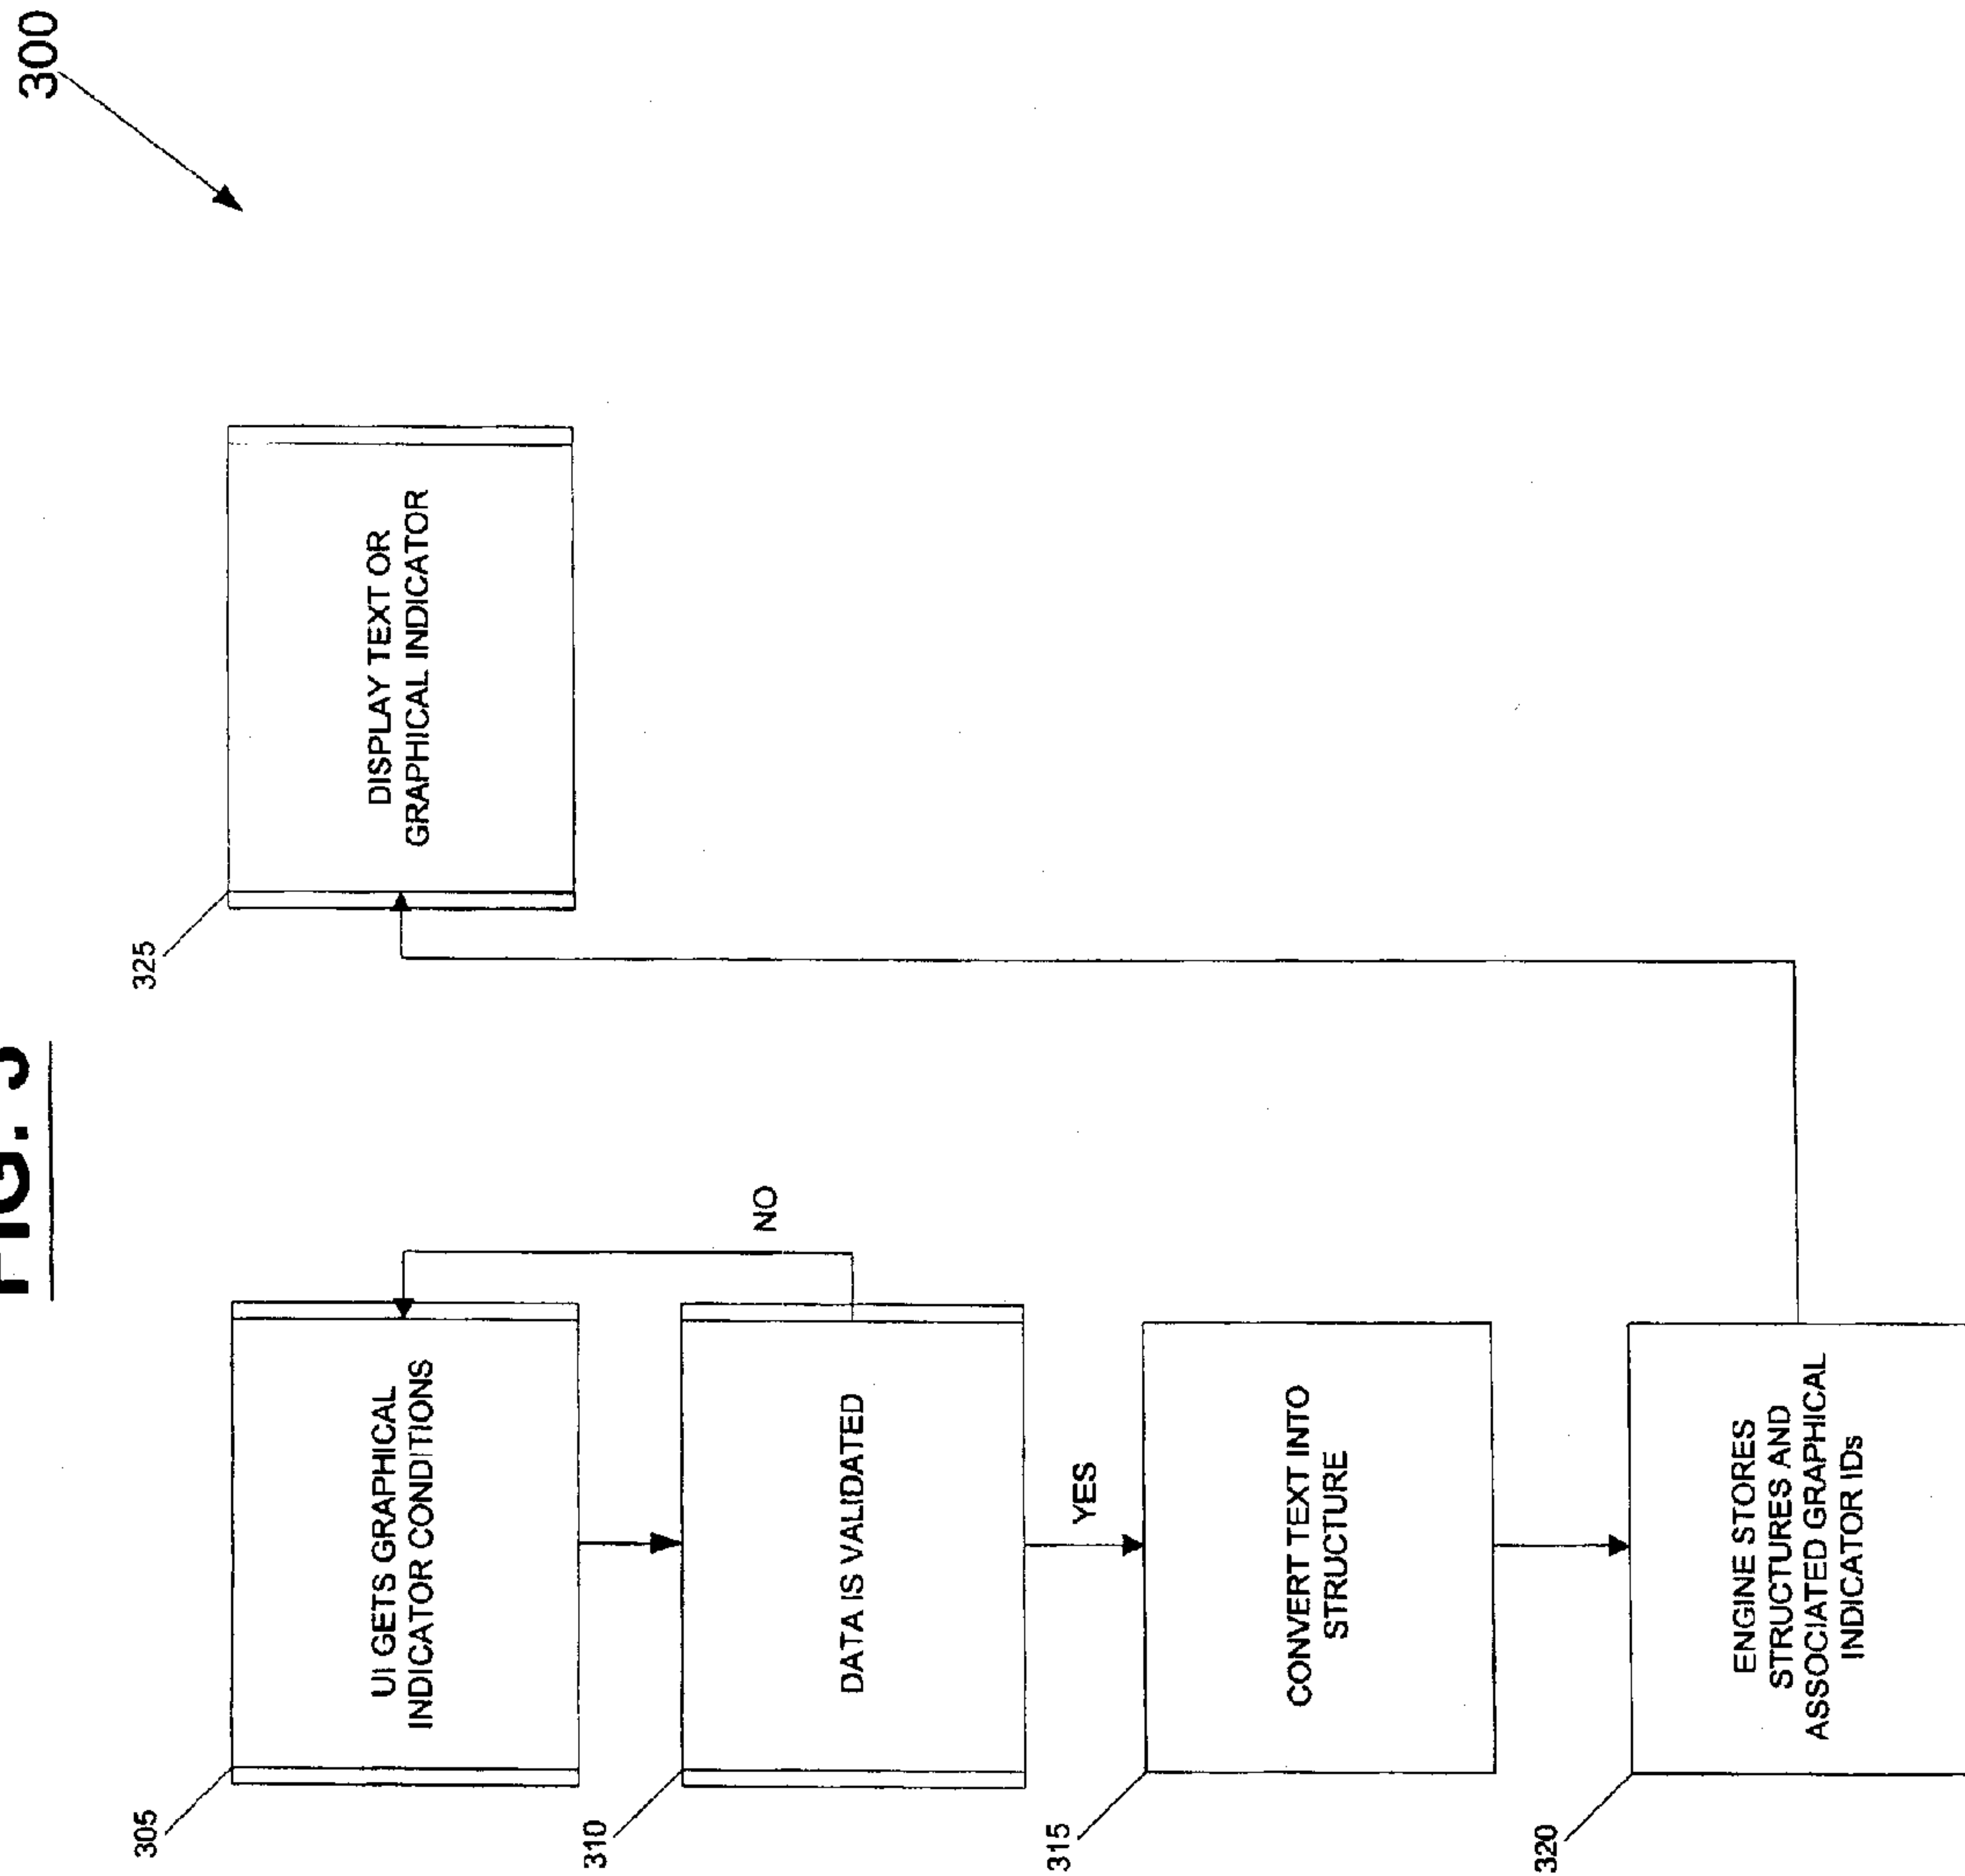 FIG. 3
300
305
UI GETS GRAPHICAL
INDICATOR CONDITIONS
NO
310
DATA IS VALIDATED
YES
315
CONVERT TEXT INTO
STRUCTURE
320
ENGINE STORES
STRUCTURES AND
ASSOCIATED GRAPHICAL
INDICATOR IDs
325
DISPLAY TEXT OR
GRAPHICAL INDICATOR